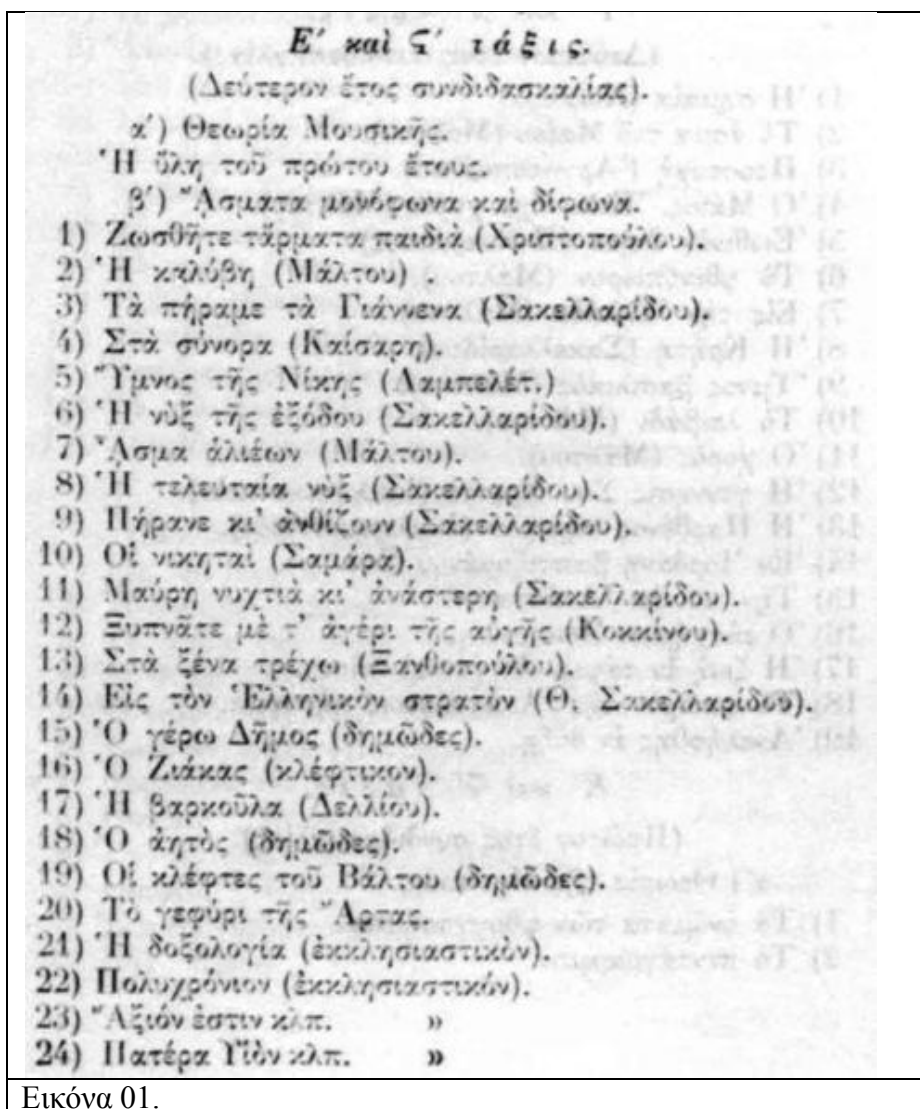 Ε′ καὶ Ϛ′ τάξις.
(Δεύτερον ἔτος συνδιδασκαλίας).
α′) Θεωρία Μουσικῆς.
Ἡ ὕλη τοῦ πρώτου ἔτους.
β′) ᾌσματα μονόφωνα καὶ δίφωνα.
1) Ζωσθῆτε τἄρματα παιδιὰ (Χριστοπούλου).
2) Ἡ καλύβη (Μάλτου).
3) Τὰ πήραμε τὰ Γιάννενα (Σακελλαρίδου).
4) Στὰ σύνορα (Καίσαρη).
5) Ὕμνος τῆς Νίκης (Λαμπελέτ.)
6) Ἡ νὺξ τῆς ἐξόδου (Σακελλαρίδου).
7) ᾎσμα ἁλιέων (Μάλτου).
8) Ἡ τελευταία νὺξ (Σακελλαρίδου).
9) Πήρανε κι' ἀνθίζουν (Σακελλαρίδου).
10) Οἱ νικηταὶ (Σαμάρα).
11) Μαύρη νυχτιὰ κι' ἀνάστερη (Σακελλαρίδου).
12) Ξυπνᾶτε μὲ τ' ἀγέρι τῆς αὐγῆς (Κοκκίνου).
13) Στὰ ξένα τρέχω (Ξανθοπούλου).
14) Εἰς τὸν Ἑλληνικὸν στρατὸν (Θ. Σακελλαρίδου).
15) Ὁ γέρω Δῆμος (δημῶδες).
16) Ὁ Ζιάκας (κλέφτικον).
17) Ἡ βαρκοῦλα (Δελλίου).
18) Ὁ ἀητὸς (δημῶδες).
19) Οἱ κλέφτες τοῦ Βάλτου (δημῶδες).
20) Τὸ γεφύρι τῆς Ἄρτας.
21) Ἡ δοξολογία (ἐκκλησιαστικὸν).
22) Πολυχρόνιον (ἐκκλησιαστικόν).
23) Ἄξιόν ἐστιν κλπ. »
24) Πατέρα Υἱὸν κλπ. »
Εικόνα 01.